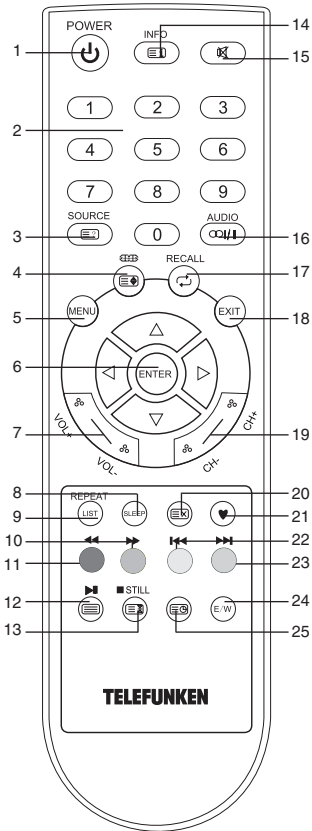 POWER
INFO
14
1
15
1 2 3
2
4 5 6
7 8 9
SOURCE
AUDIO
3
0
16
RECALL
4
17
5
MENU
EXIT
18
6
ENTER
7
VOL+
VOL-
CH+
CH-
19
8
20
REPEAT
9
LIST
SLEEP
21
10
22
11
23
12
STILL
24
13
E/W
25
TELEFUNKEN